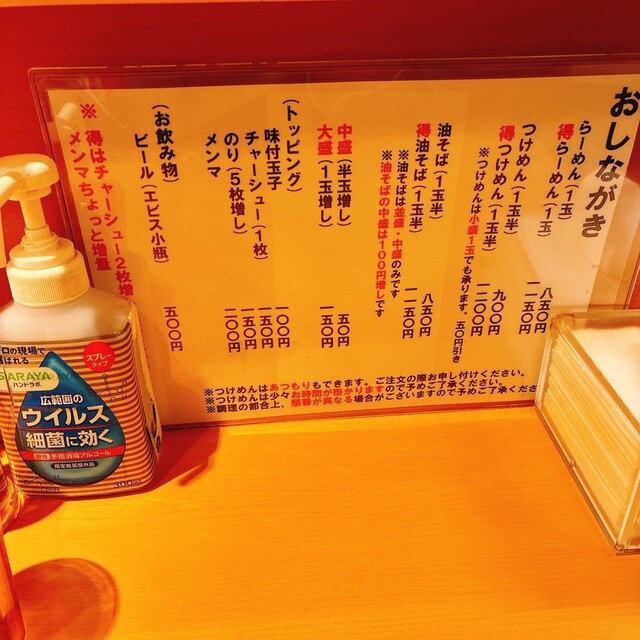 おしながき
らーめん(1玉) 八五〇円
得らーめん(1玉) 一一五〇円
つけめん(1玉半) 九〇〇円
得つけめん(1玉半) 一二〇〇円
※つけめんは小盛1玉でも承ります。五〇円引き
油そば(1玉半) 八五〇円
得油そば(1玉半) 一一五〇円
※油そばは並盛・中盛のみです
※油そばの中盛は100円増しです
中盛(半玉増し) 五〇円
大盛(1玉増し) 一五〇円
(トッピング)
味付玉子 一〇〇円
チャーシュー(1枚) 一五〇円
のり(5枚増し) 一五〇円
メンマ 二〇〇円
(お飲み物)
ビール(エビス小瓶) 五〇〇円
※得はチャーシュー2枚増
メンマちょっと増量
※つけめんはあつもりもできます。ご注文の際お申し付けください。
※つけめんは少々お時間が掛かりますので予めご了承ください。
※調理の都合上、順番が異なる場合がございますので予めご了承くださ
プロの現場で
選ばれる
SARAYA
ハンドラボ
スプレー
タイプ
広範囲の
ウイルス
細菌に効く
手指消毒アルコール
指定医薬部外品
300mL